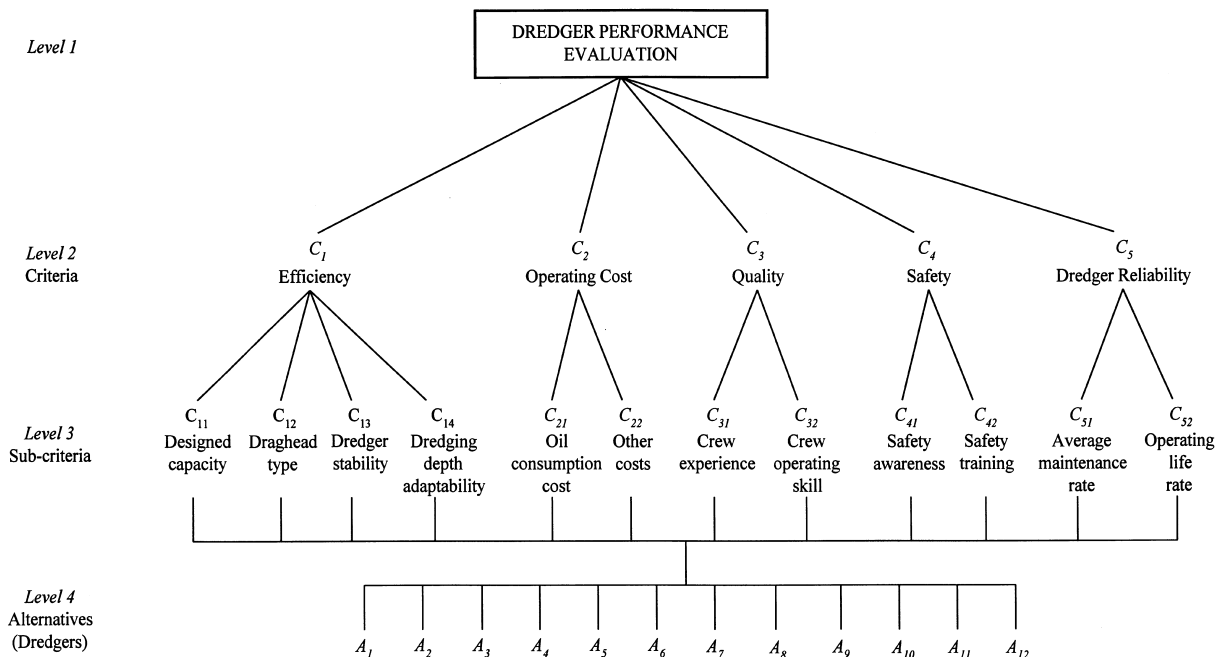 DREDGER PERFORMANCE
EVALUATION
Level 1
Level 2
Criteria
C1
Efficiency
C2
Operating Cost
C3
Quality
C4
Safety
C5
Dredger Reliability
Level 3
Sub-criteria
C11
Designed
capacity
C12
Draghead
type
C13
Dredger
stability
C14
Dredging
depth
adaptability
C21
Oil
consumption
cost
C22
Other
costs
C31
Crew
experience
C32
Crew
operating
skill
C41
Safety
awareness
C42
Safety
training
C51
Average
maintenance
rate
C52
Operating
life
rate
Level 4
Alternatives
(Dredgers)
A1 A2 A3 A4 A5 A6 A7 A8 A9 A10 A11 A12